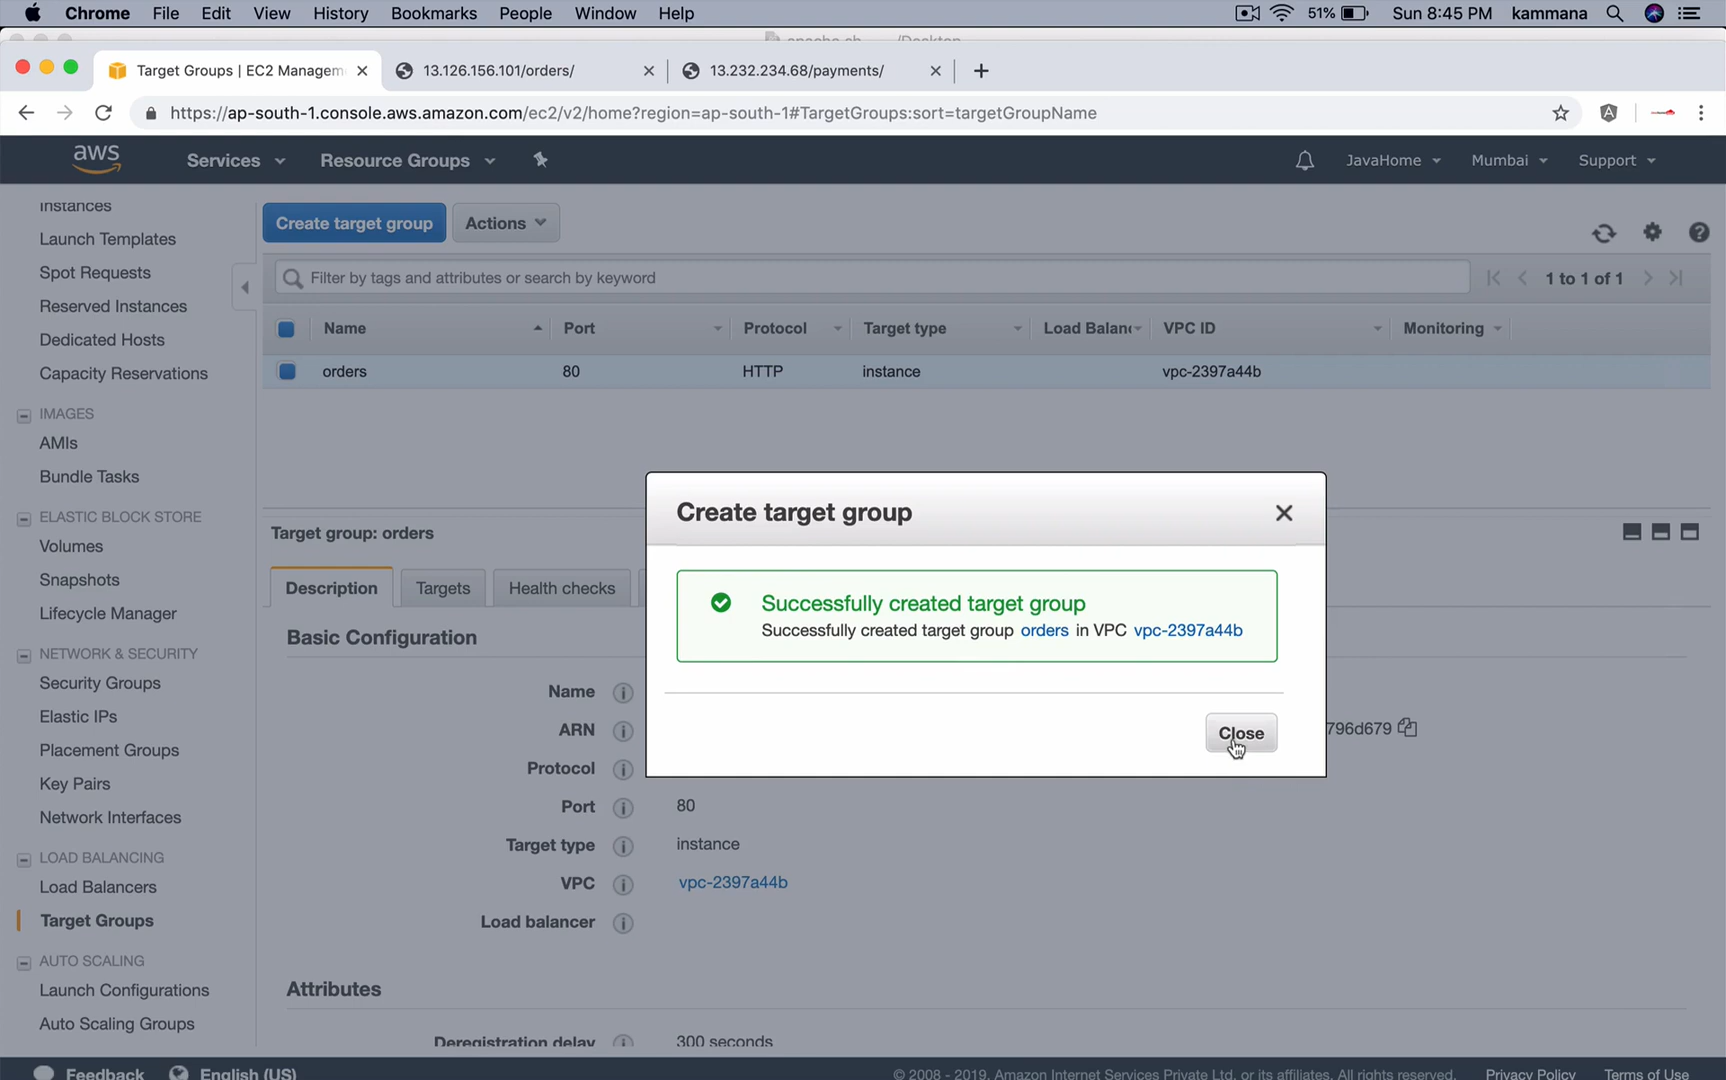 Chrome File Edit View History Bookmarks People Window Help 51% Sun 8:45 PM kammana
Target Groups | EC2 Managem 13.126.156.101/orders/ 13.232.234.68/payments/
https://ap-south-1.console.aws.amazon.com/ec2/v2/home?region=ap-south-1#TargetGroups:sort=targetGroupName
aws Services Resource Groups JavaHome Mumbai Support
Instances
Launch Templates
Spot Requests
Reserved Instances
Dedicated Hosts
Capacity Reservations
IMAGES
AMIs
Bundle Tasks
ELASTIC BLOCK STORE
Volumes
Snapshots
Lifecycle Manager
NETWORK & SECURITY
Security Groups
Elastic IPs
Placement Groups
Key Pairs
Network Interfaces
LOAD BALANCING
Load Balancers
Target Groups
AUTO SCALING
Launch Configurations
Auto Scaling Groups
Create target group Actions
Filter by tags and attributes or search by keyword 1 to 1 of 1
Name Port Protocol Target type Load Balan VPC ID Monitoring
orders 80 HTTP instance vpc-2397a44b
Target group: orders
Description Targets Health checks
Basic Configuration
Name
ARN 796d679
Protocol
Port 80
Target type instance
VPC vpc-2397a44b
Load balancer
Attributes
Deregistration delay 300 seconds
Create target group
Successfully created target group
Successfully created target group orders in VPC vpc-2397a44b
Close
Feedback English (US) © 2008 - 2019, Amazon Internet Services Private Ltd. or its affiliates. All rights reserved. Privacy Policy Terms of Use